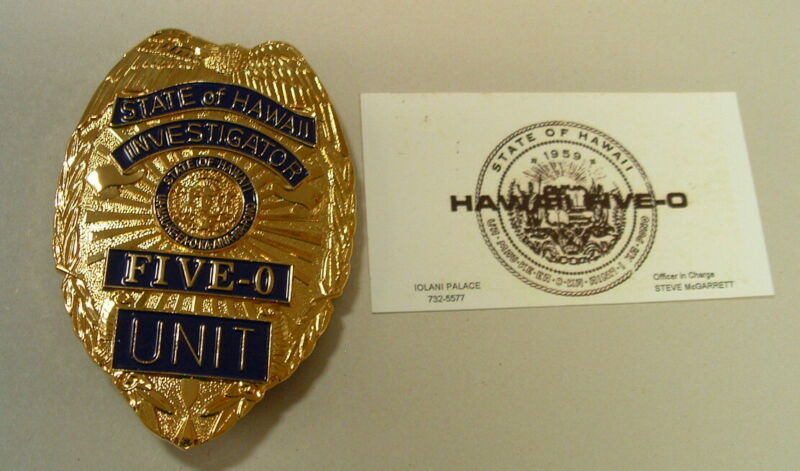 STATE of HAWAII
INVESTIGATOR
STATE OF HAWAII
FIVE-0
UNIT
STATE OF HAWAII
1959
HAWAII FIVE-O
IOLANI PALACE
732-5577
Officer in Charge
STEVE McGARRETT